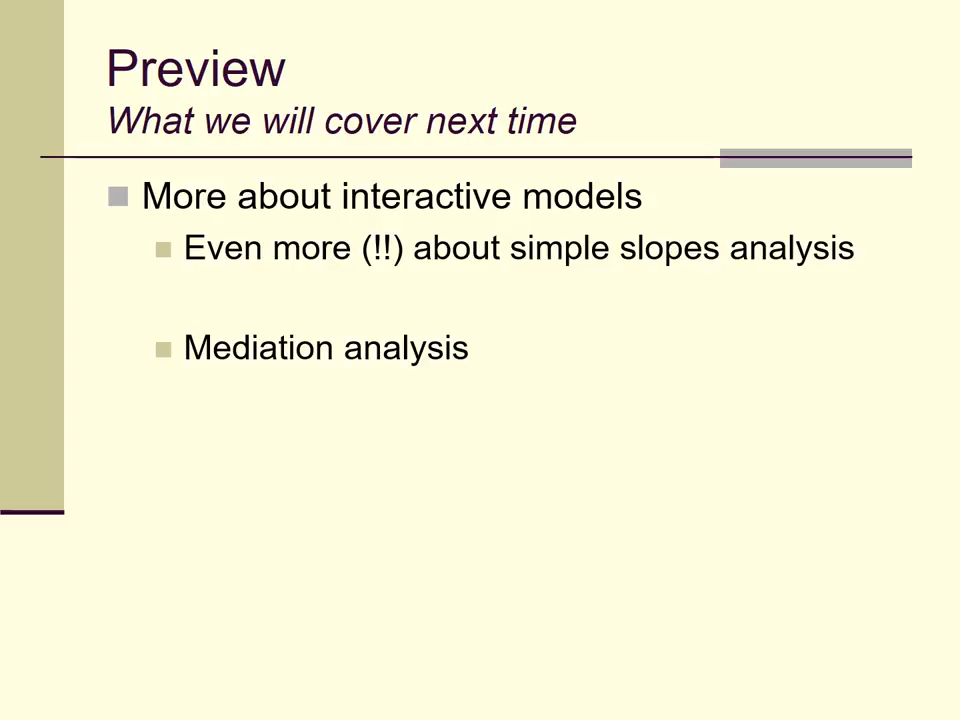 Preview
What we will cover next time
More about interactive models
Even more (!!) about simple slopes analysis
Mediation analysis